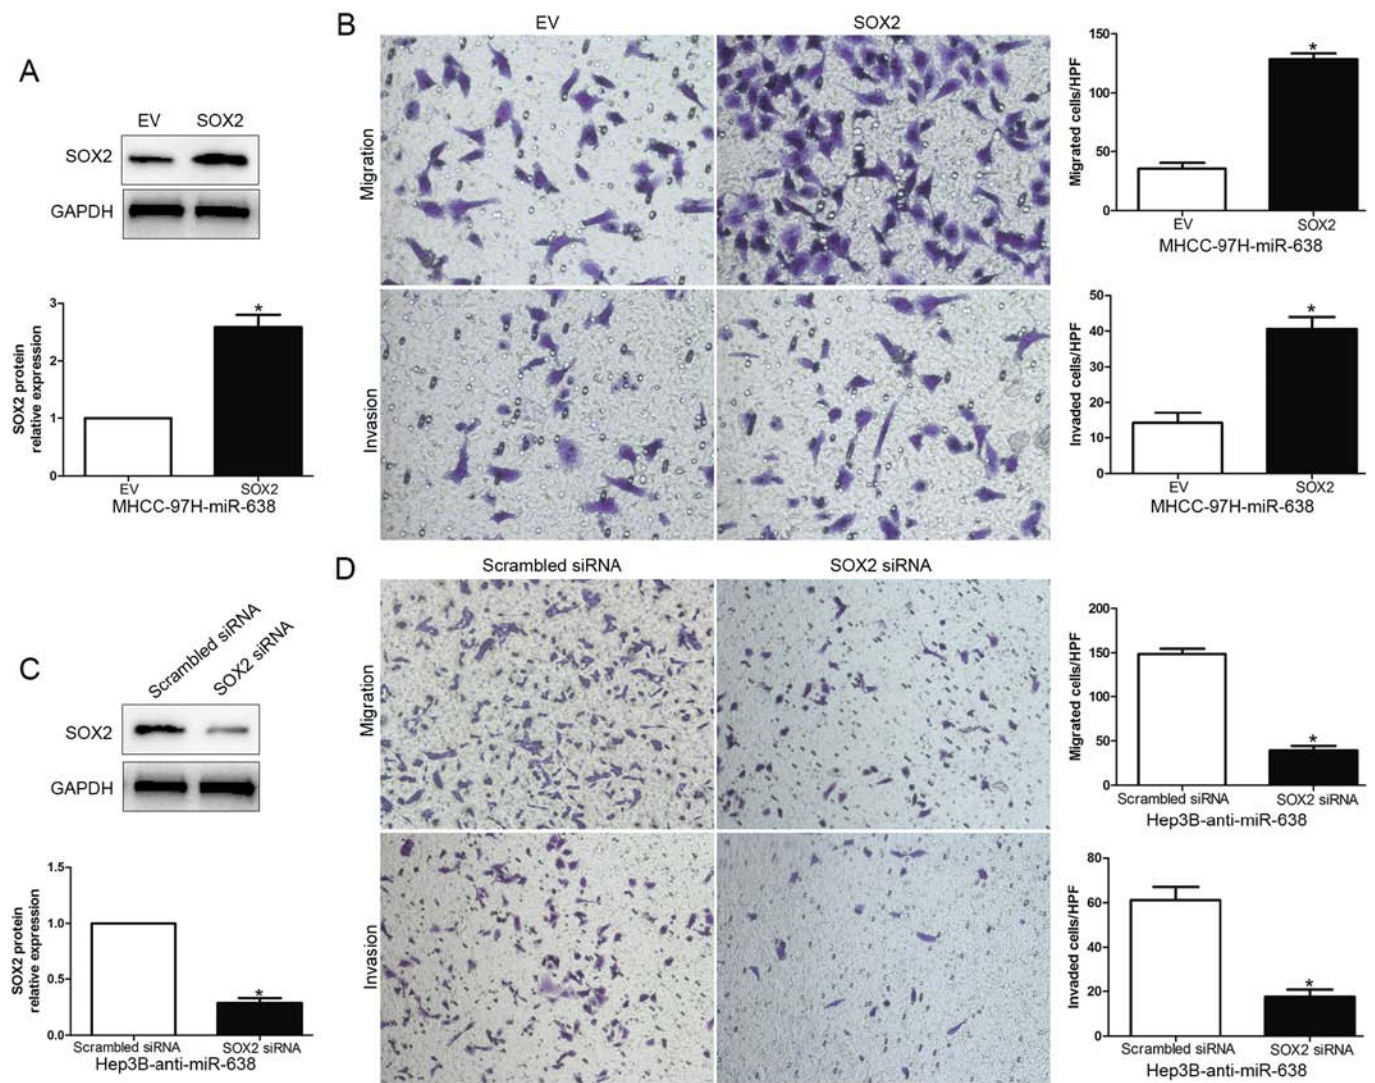 A
EV SOX2
SOX2
GAPDH
3
2
1
0
SOX2 protein
relative expression
*
EV SOX2
MHCC-97H-miR-638
B
EV SOX2
Migration
Invasion
150
100
50
0
Migrated cells/HPF
*
EV SOX2
MHCC-97H-miR-638
50
40
30
20
10
0
Invaded cells/HPF
*
EV SOX2
MHCC-97H-miR-638
C
Scrambled siRNA SOX2 siRNA
SOX2
GAPDH
1.5
1.0
0.5
0.0
SOX2 protein
relative expression
*
Scrambled siRNA SOX2 siRNA
Hep3B-anti-miR-638
D
Scrambled siRNA SOX2 siRNA
Migration
Invasion
200
150
100
50
0
Migrated cells/HPF
*
Scrambled siRNA SOX2 siRNA
Hep3B-anti-miR-638
80
60
40
20
0
Invaded cells/HPF
*
Scrambled siRNA SOX2 siRNA
Hep3B-anti-miR-638